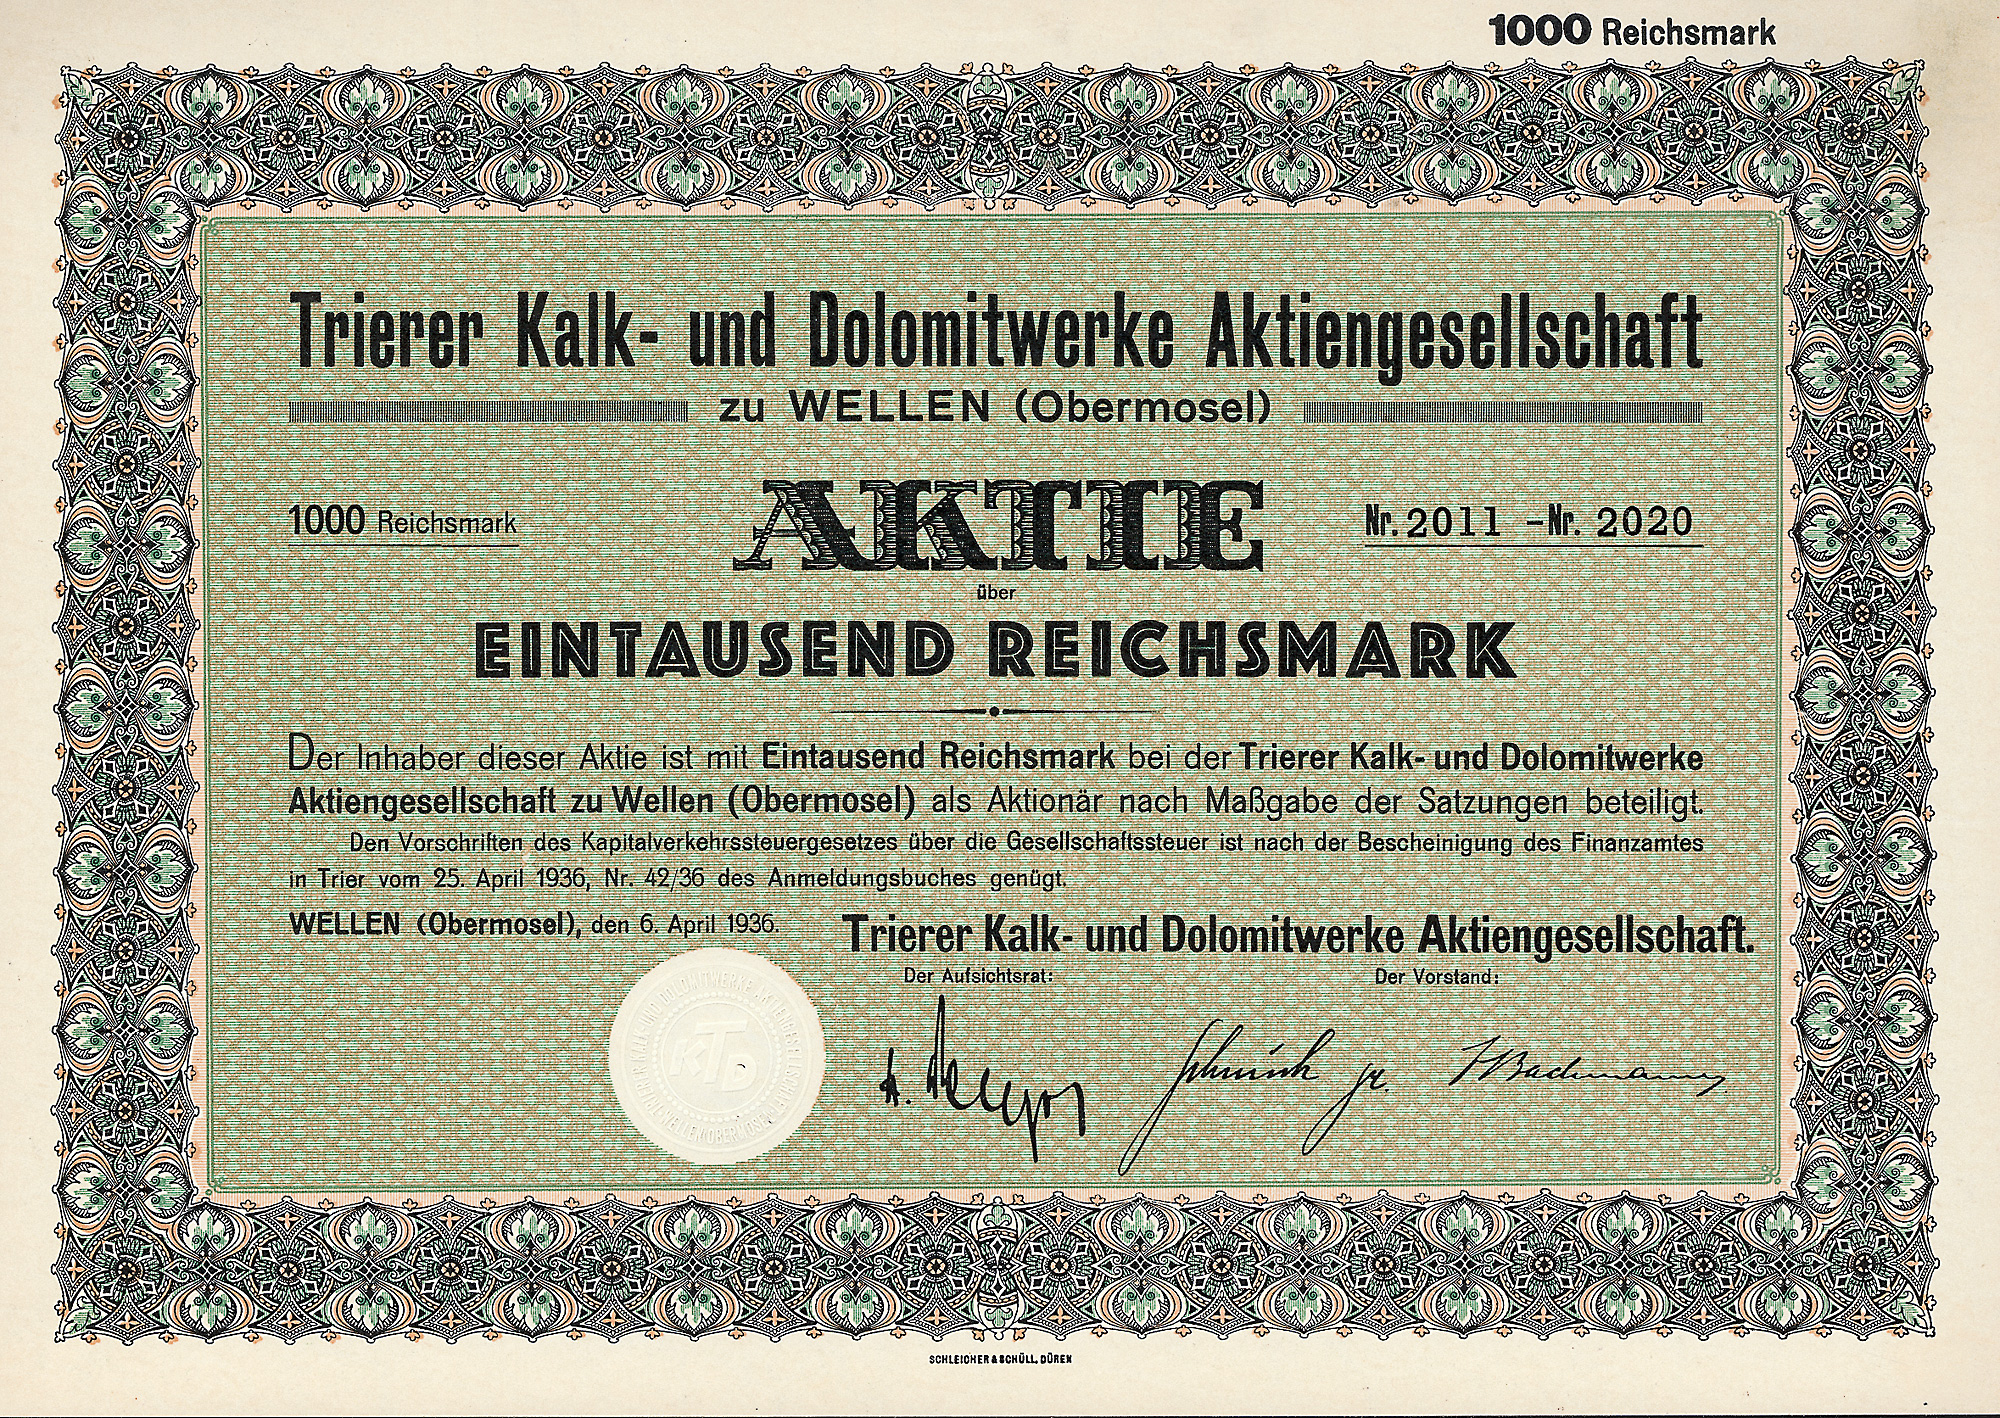 1000 Reichsmark
Trierer Kalk- und Dolomitwerke Aktiengesellschaft
zu WELLEN (Obermosel)
AKTIE
1000 Reichsmark
Nr. 2011 -Nr. 2020
über
EINTAUSEND REICHSMARK
Der Inhaber dieser Aktie ist mit Eintausend Reichsmark bei der Trierer Kalk- und Dolomitwerke
Aktiengesellschaft zu Wellen (Obermosel) als Aktionär nach Maßgabe der Satzungen beteiligt.
Den Vorschriften des Kapitalverkehrssteuergesetzes über die Gesellschaftssteuer ist nach der Bescheinigung des Finanzamtes
in Trier vom 25. April 1936, Nr. 42/36 des Anmeldungsbuches genügt.
WELLEN (Obermosel), den 6. April 1936.
Trierer Kalk- und Dolomitwerke Aktiengesellschaft.
Der Aufsichtsrat:
Der Vorstand:
KTD
SCHLEICHER & SCHÜLL, DÜREN